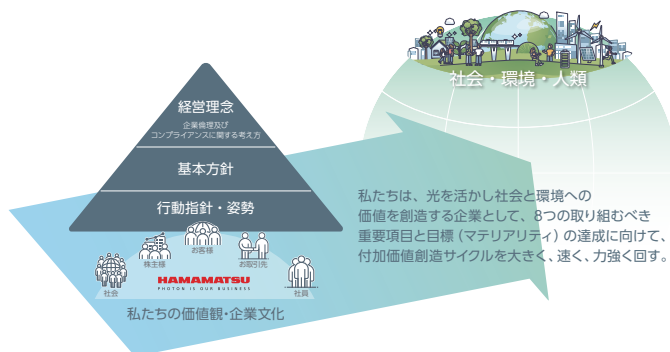 社会・環境・人類
経営理念
企業倫理及び
コンプライアンスに関する考え方
基本方針
行動指針・姿勢
私たちは、光を活かし社会と環境への
価値を創造する企業として、8つの取り組むべき
重要項目と目標（マテリアリティ）の達成に向けて、
付加価値創造サイクルを大きく、速く、力強く回す。
お客様
株主様
お取引先
社会
社員
HAMAMATSU
PHOTON IS OUR BUSINESS
私たちの価値観・企業文化